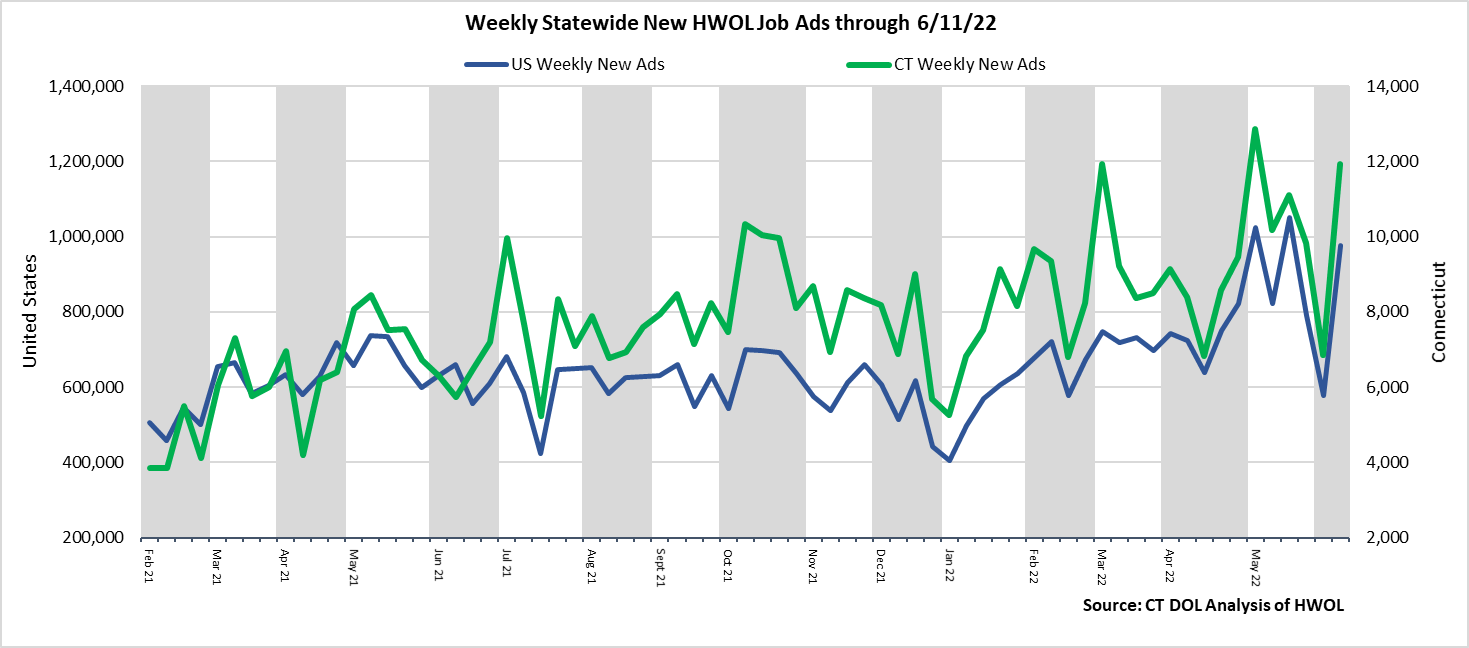 Weekly Statewide New HWOL Job Ads through 6/11/22
US Weekly New Ads
CT Weekly New Ads
United States
1,400,000
1,200,000
1,000,000
800,000
600,000
400,000
200,000
14,000
12,000
10,000
8,000
6,000
4,000
2,000
Connecticut
Feb 21
Mar 21
Apr 21
May 21
Jun 21
Jul 21
Aug 21
Sept 21
Oct 21
Nov 21
Dec 21
Jan 22
Feb 22
Mar 22
Apr 22
May 22
Source: CT DOL Analysis of HWOL